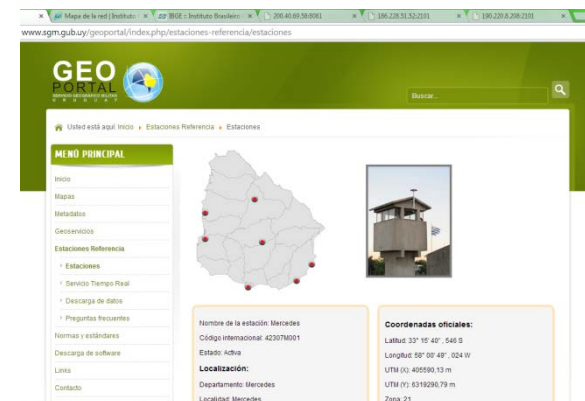 Mapa de la red | Instituto
IBGE :: Instituto Brasileiro
200.40.69.58:8081
186.228.51.52:2101
190.220.8.208:2101
www.sgm.gub.uy/geoportal/index.php/estaciones-referencia/estaciones
GEO
PORTAL
SERVICIO GEOGRÁFICO MILITAR
URUGUAY
Buscar...
Usted está aquí: Inicio Estaciones Referencia Estaciones
MENÚ PRINCIPAL
Inicio
Mapas
Metadatos
Geoservicios
Estaciones Referencia
Estaciones
Servicio Tiempo Real
Descarga de datos
Preguntas frecuentes
Normas y estándares
Descarga de software
Links
Contacto
Nombre de la estación: Mercedes
Código internacional: 42307M001
Estado: Activa
Localización:
Departamento: Mercedes
Localidad: Mercedes
Coordenadas oficiales:
Latitud: 33° 15' 40" , 546 S
Longitud: 58° 00' 49" , 024 W
UTM (X): 405590,13 m
UTM (Y): 6319290,79 m
Zona: 21